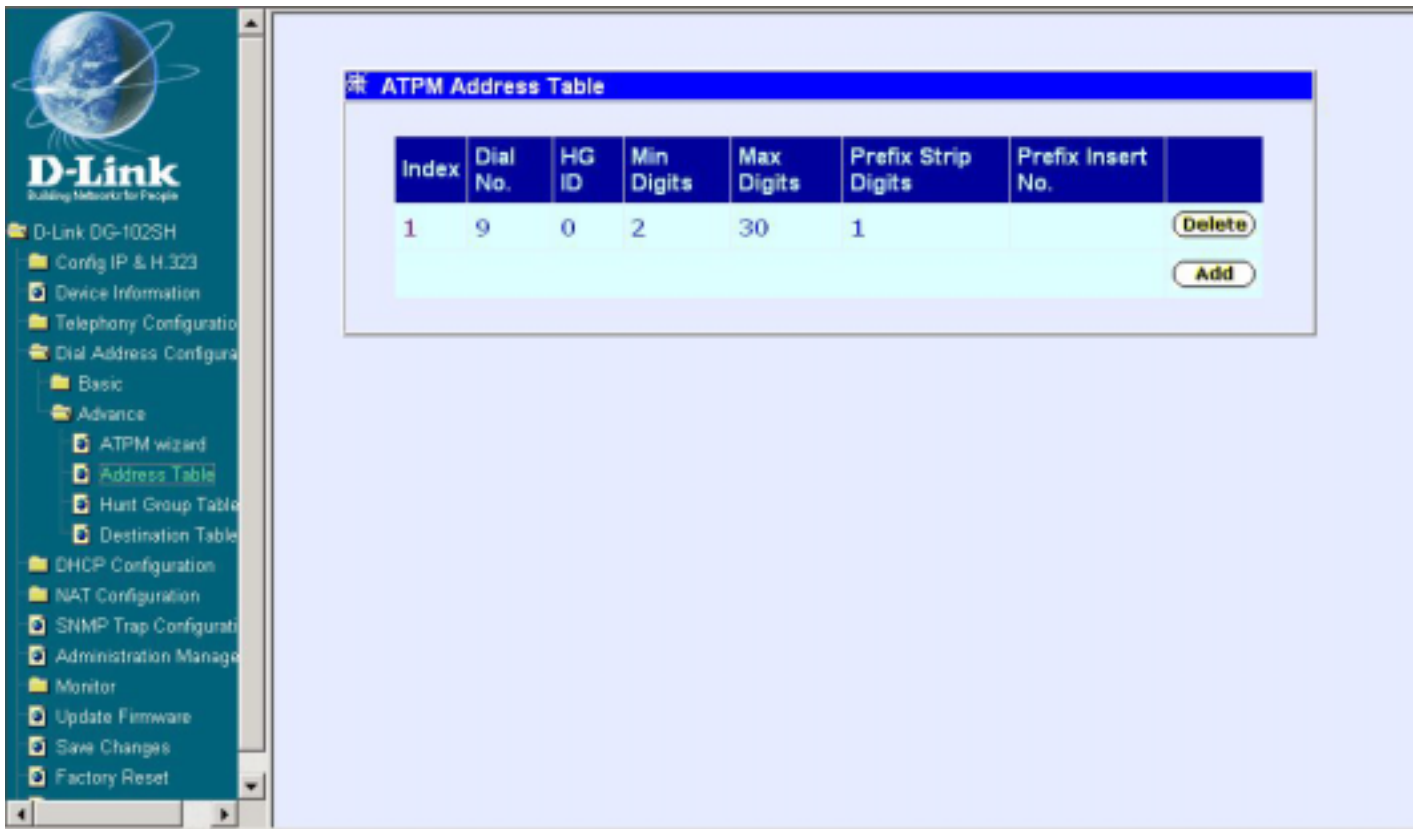 D-Link
Building Networks for People
D-Link DG-102SH
Config IP & H.323
Device Information
Telephony Configuratio
Dial Address Configura
Basic
Advance
ATPM wizard
Address Table
Hunt Group Table
Destination Table
DHCP Configuration
NAT Configuration
SNMP Trap Configurati
Administration Manage
Monitor
Update Firmware
Save Changes
Factory Reset
ATPM Address Table
Index Dial No. HG ID Min Digits Max Digits Prefix Strip Digits Prefix Insert No.
1 9 0 2 30 1 Delete
Add